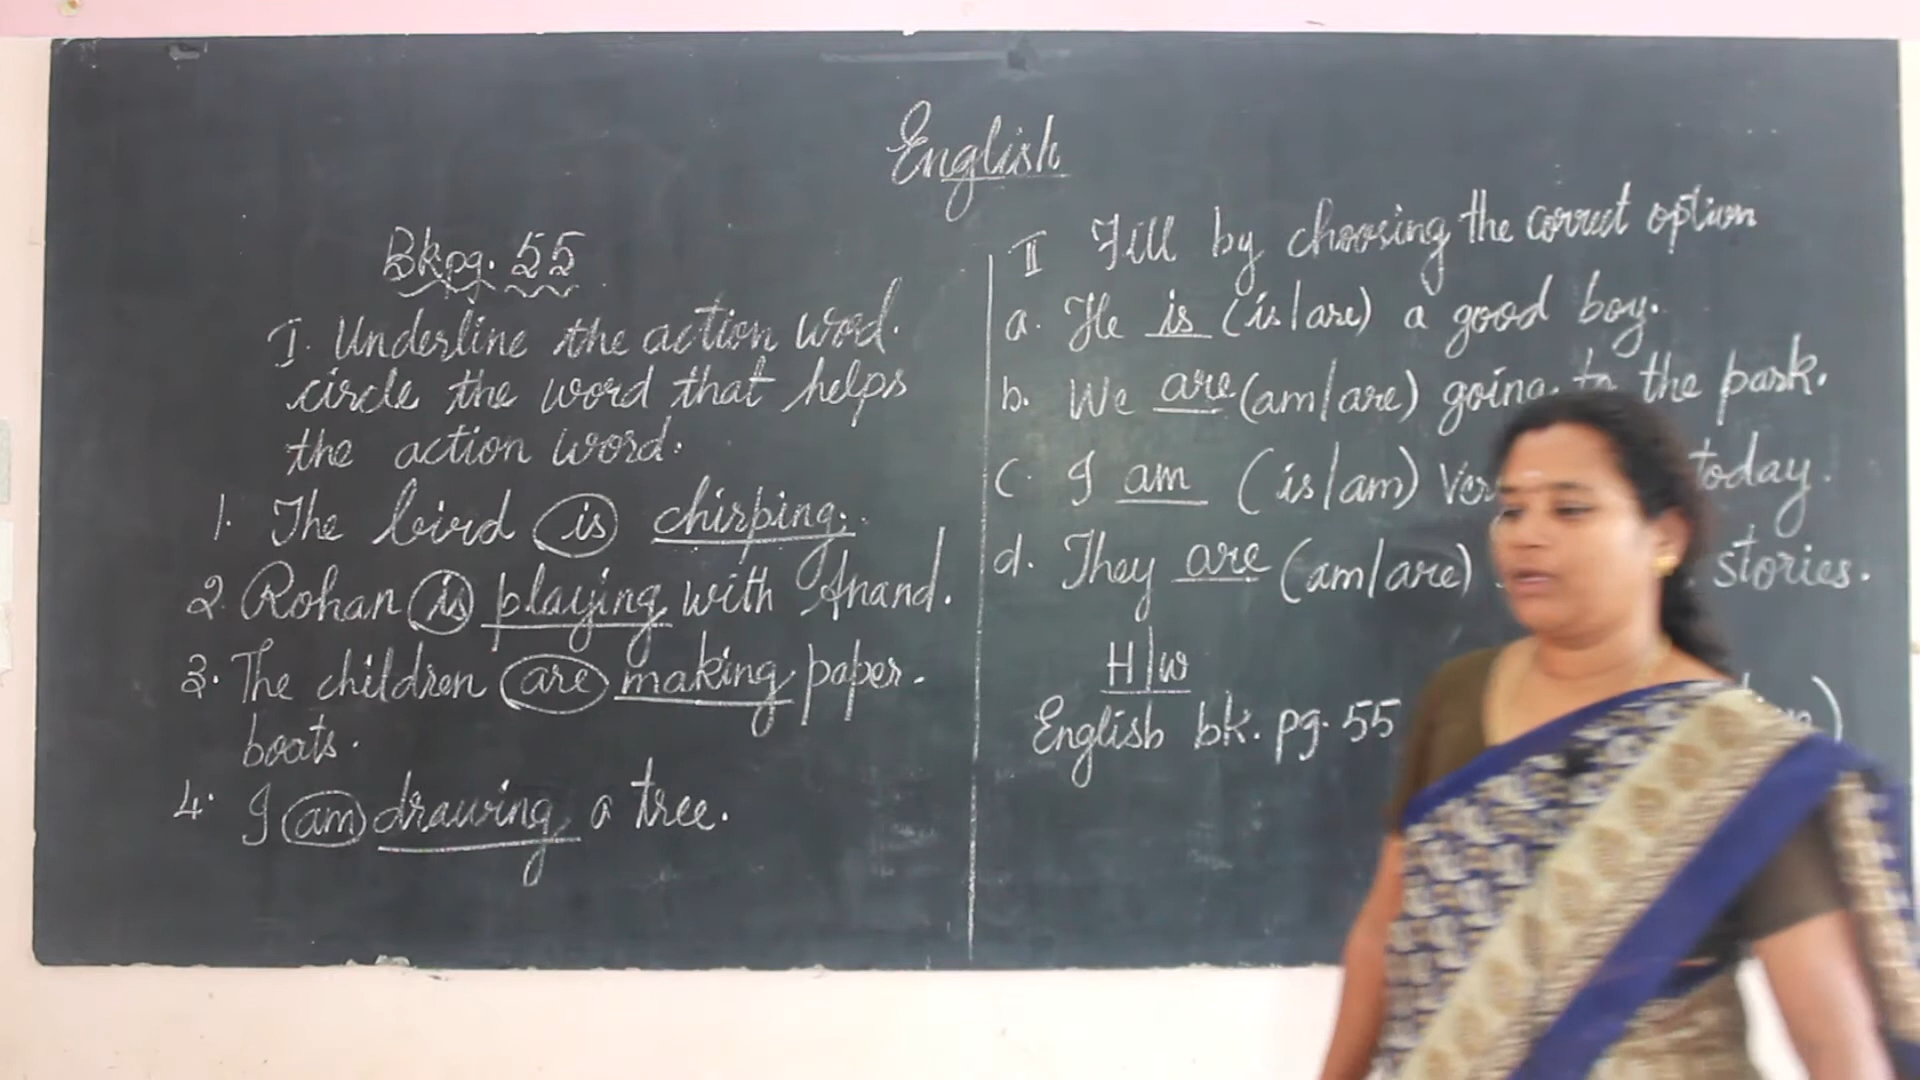 English
Bkpg. 55
I. Underline the action word.
circle the word that helps
the action word.
1. The bird is chirping.
2. Rohan is playing with Anand.
3. The children are making paper.
boats.
4. I am drawing a tree.
II Fill by choosing the correct option
a. He is (is/are) a good boy.
b. We are (am/are) going to the park.
c. I am (is/am) today.
d. They are (am/are) stories.
H/w
English bk. pg. 55